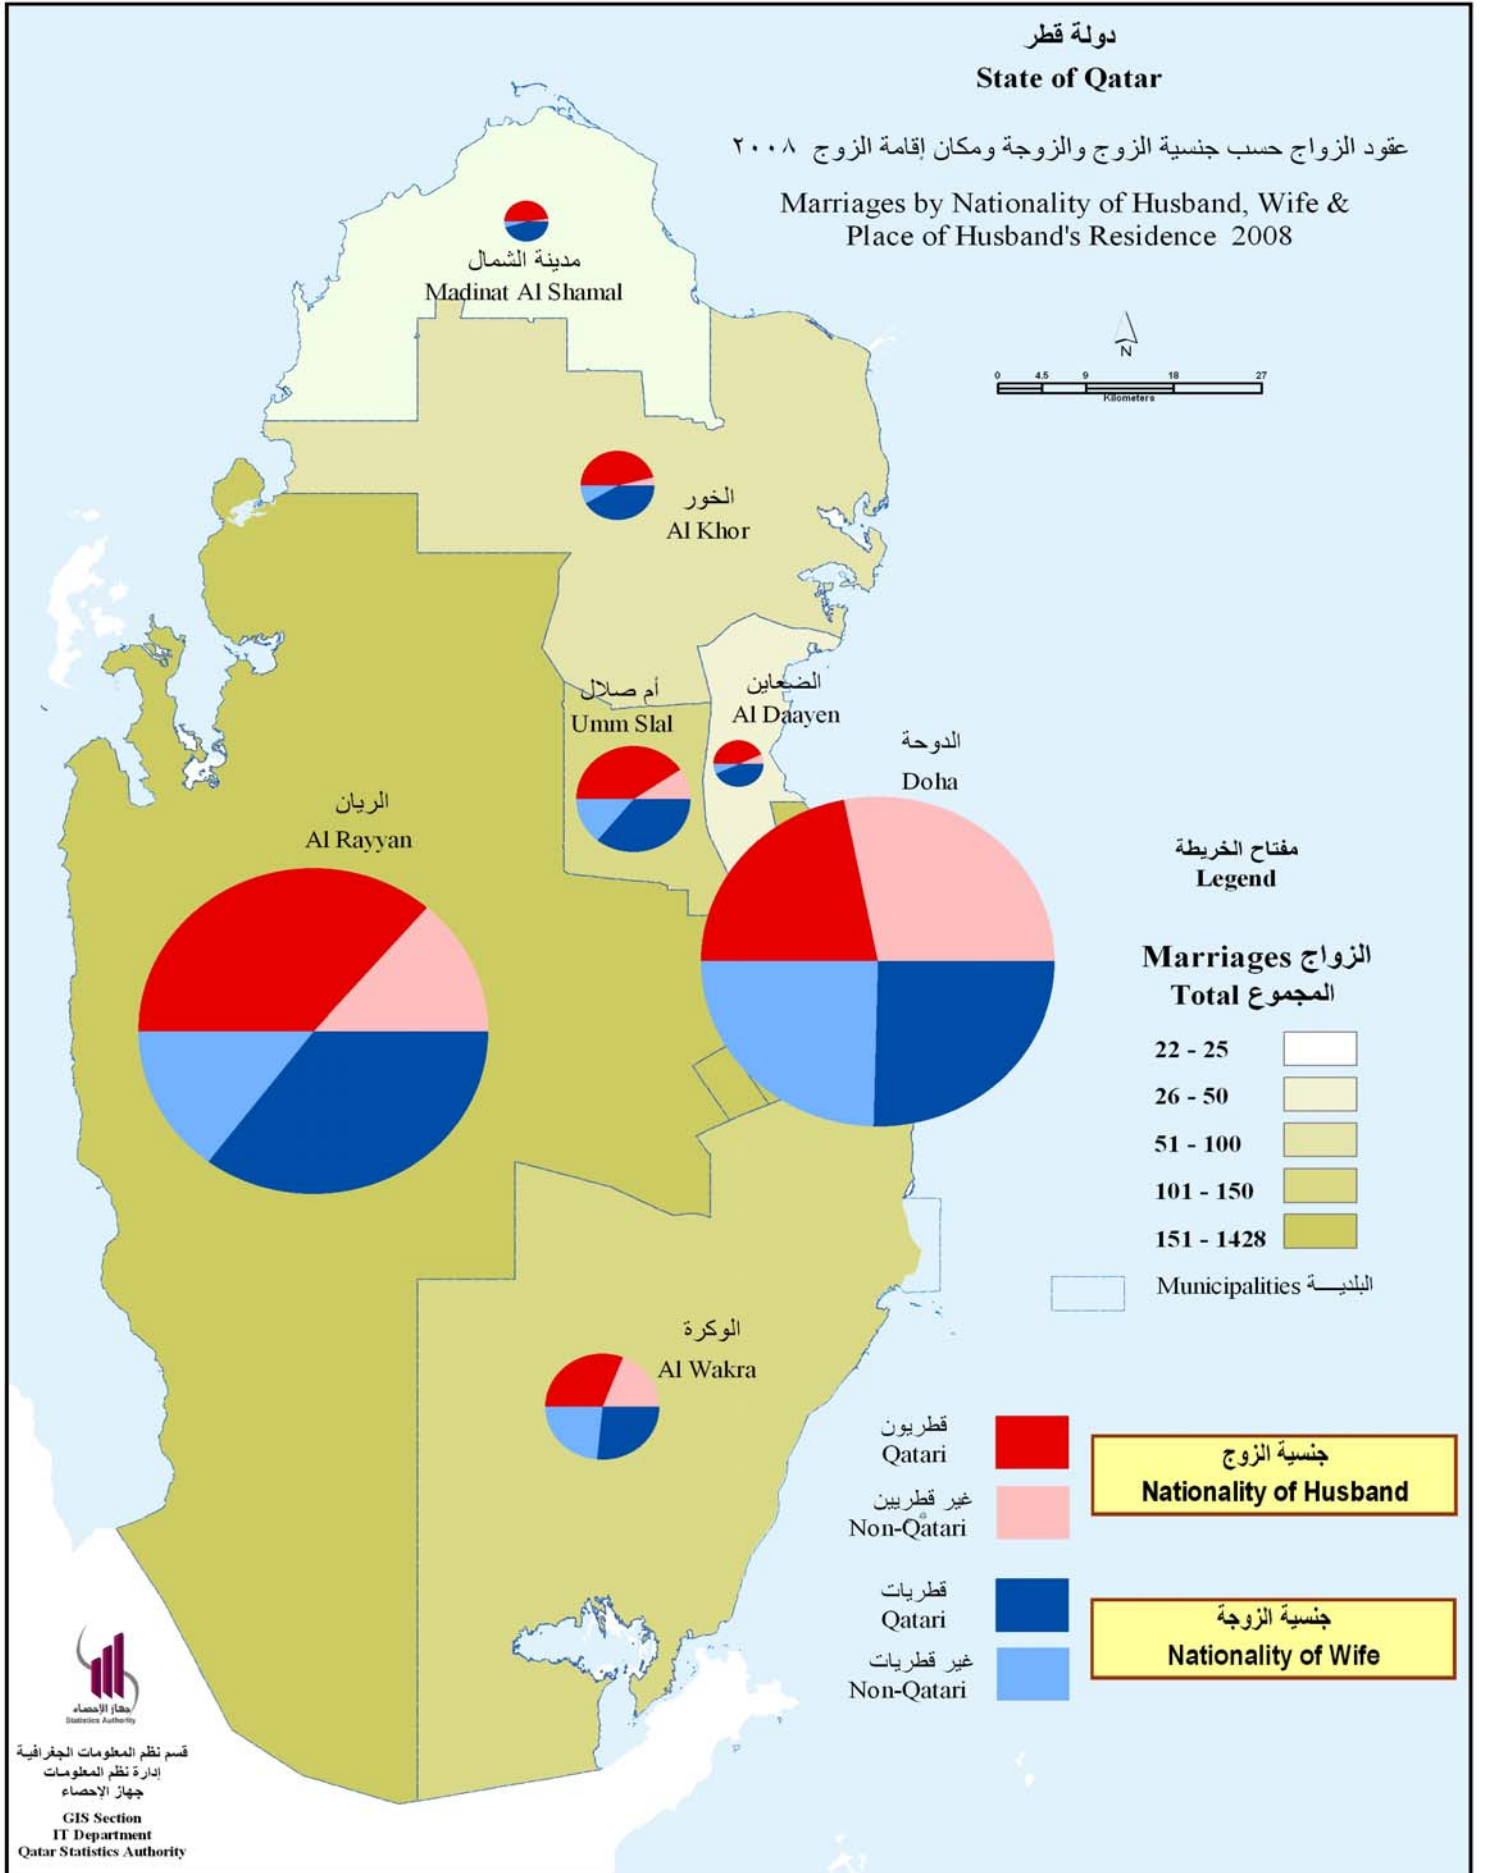 دولة قطر
State of Qatar
عقود الزواج حسب جنسية الزوج والزوجة ومكان إقامة الزوج ٢٠٠٨
Marriages by Nationality of Husband, Wife &
Place of Husband's Residence 2008
مدينة الشمال
Madinat Al Shamal
N
0 4.5 9 18 27
Kilometers
الخور
Al Khor
أم صلال
Umm Slal
الضعاين
Al Daayen
الدوحة
Doha
الريان
Al Rayyan
مفتاح الخريطة
Legend
Marriages الزواج
Total المجموع
22 - 25
26 - 50
51 - 100
101 - 150
151 - 1428
Municipalities البلديـــة
الوكرة
Al Wakra
قطريون
Qatari
غير قطريين
Non-Qatari
جنسية الزوج
Nationality of Husband
قطريات
Qatari
غير قطريات
Non-Qatari
جنسية الزوجة
Nationality of Wife
جهاز الإحصاء
Statistics Authority
قسم نظم المعلومات الجغرافية
إدارة نظم المعلومات
جهاز الإحصاء
GIS Section
IT Department
Qatar Statistics Authority